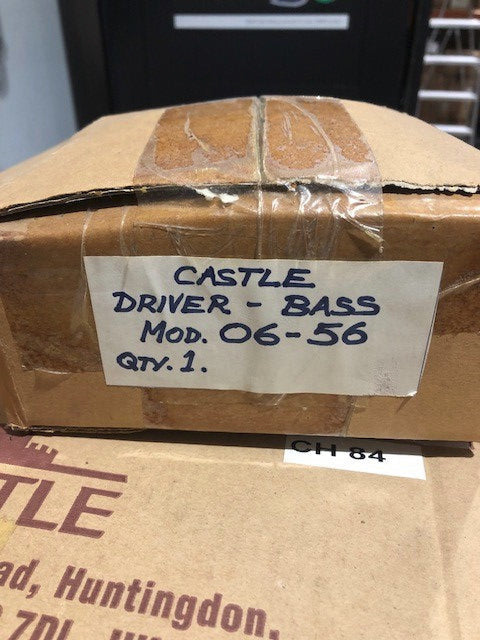 CASTLE
DRIVER - BASS
MOD. 06-56
QTY. 1.
CH 84
TLE
ad, Huntingdon.